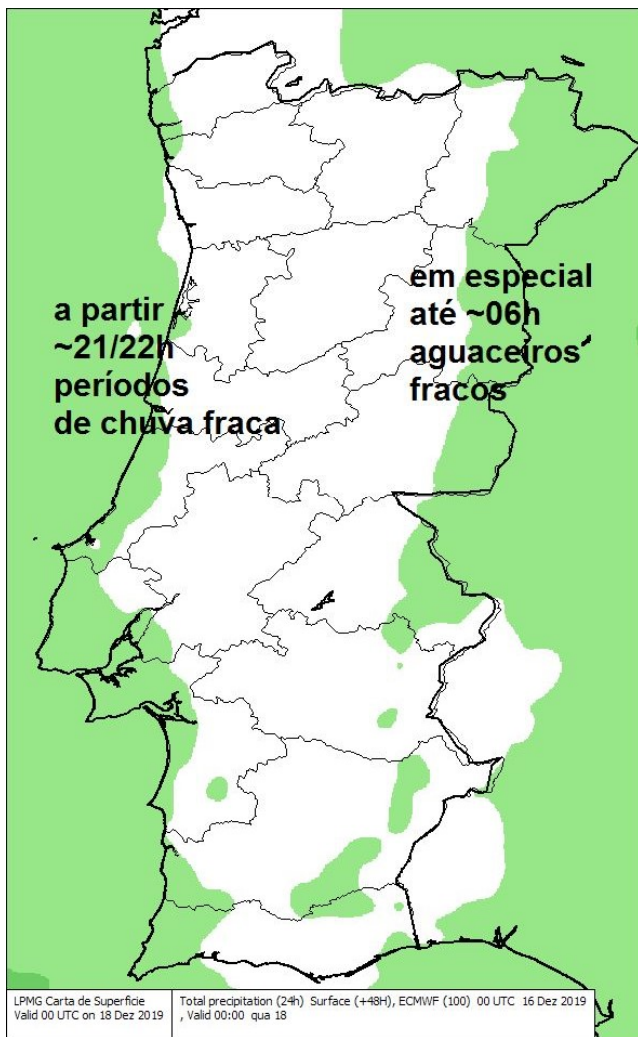 em especial
até ~06h
aguaceiros
fracos
a partir
~21/22h
períodos
de chuva fraca
LPMG Carta de Superficie
Valid 00 UTC on 18 Dez 2019
Total precipitation (24h) Surface (+48H), ECMWF (100) 00 UTC 16 Dez 2019
, Valid 00:00 qua 18